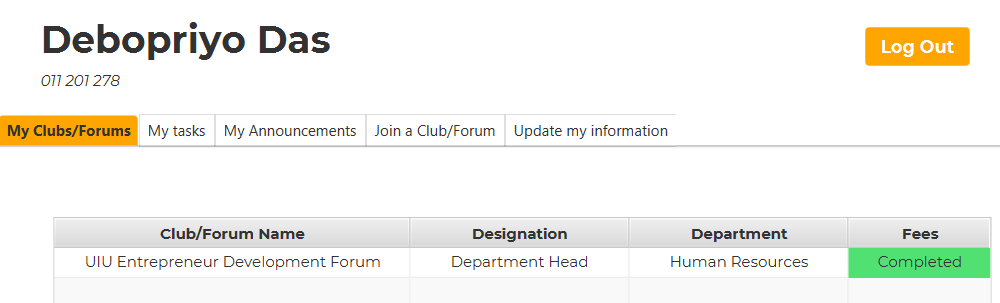 Debopriyo Das
Log Out
011 201 278
My Clubs/Forums My tasks My Announcements Join a Club/Forum Update my information
Club/Forum Name Designation Department Fees
UIU Entrepreneur Development Forum Department Head Human Resources Completed